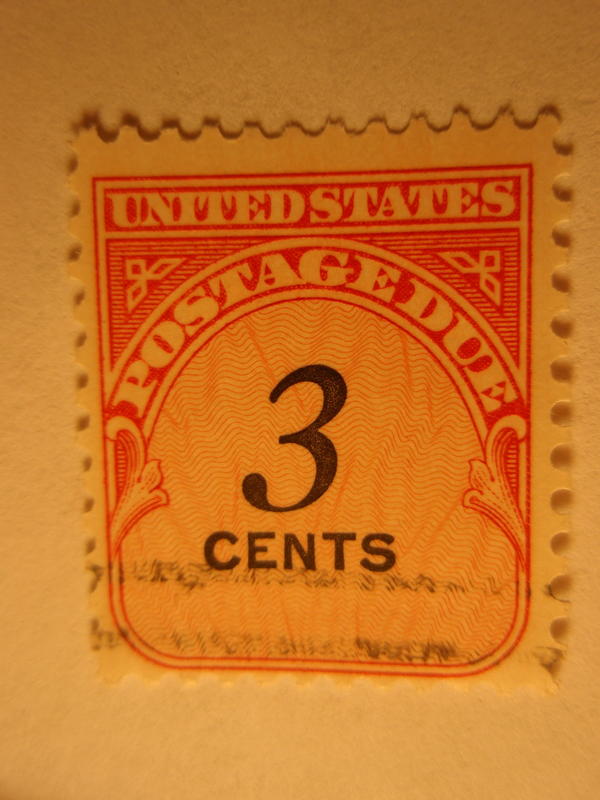 UNITED STATES
POSTAGE DUE
3
CENTS